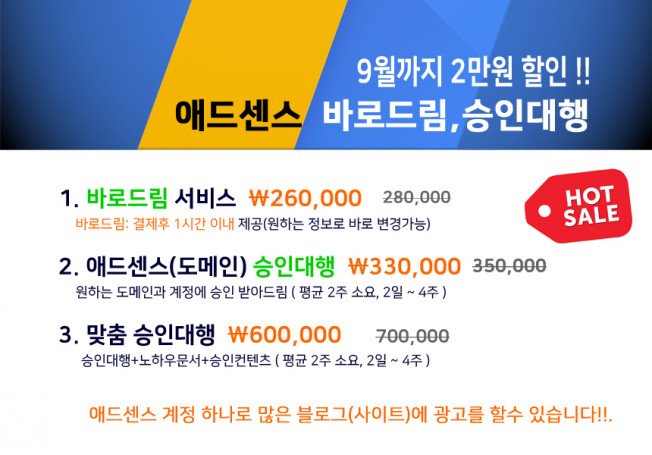 9월까지 2만원 할인 !!
애드센스 바로드림,승인대행
HOT
SALE
1. 바로드림 서비스 ₩260,000 280,000
바로드림: 결제후 1시간 이내 제공(원하는 정보로 바로 변경가능)
2. 애드센스(도메인) 승인대행 ₩330,000 350,000
원하는 도메인과 계정에 승인 받아드림 ( 평균 2주 소요, 2일 ~ 4주 )
3. 맞춤 승인대행 ₩600,000 700,000
승인대행+노하우문서+승인컨텐츠 ( 평균 2주 소요, 2일 ~ 4주 )
애드센스 계정 하나로 많은 블로그(사이트)에 광고를 할수 있습니다!!.